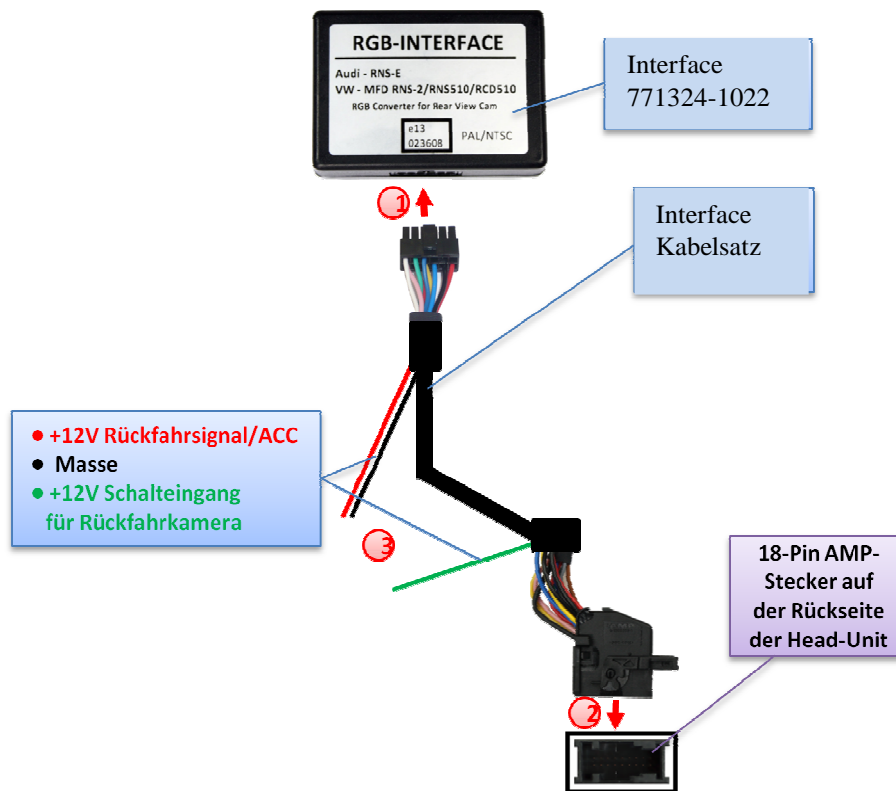 RGB-INTERFACE
Audi - RNS-E
VW - MFD RNS-2/RNS510/RCD510
RGB Converter for Rear View Cam
e13
023608
PAL/NTSC
Interface
771324-1022
1
Interface
Kabelsatz
• +12V Rückfahrsignal/ACC
• Masse
• +12V Schalteingang
für Rückfahrkamera
3
18-Pin AMP-
Stecker auf
der Rückseite
der Head-Unit
2